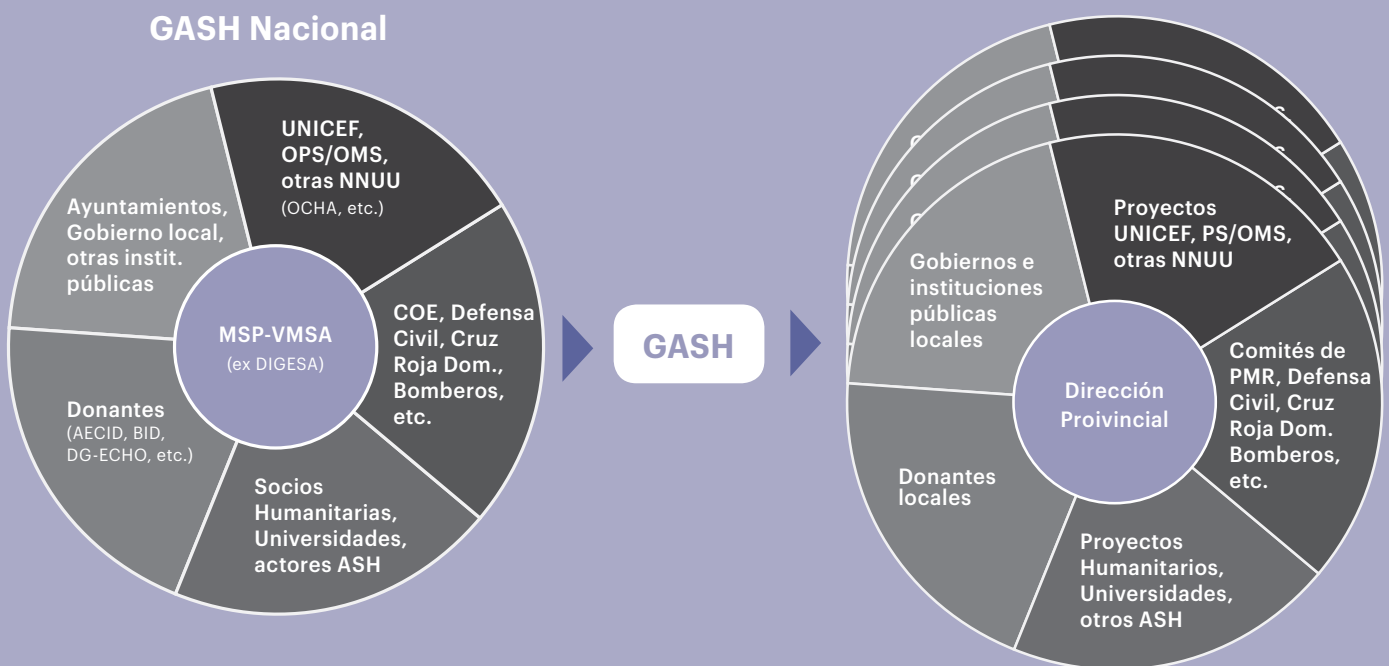 GASH Nacional
UNICEF,
OPS/OMS,
otras NNUU
(OCHA, etc.)
Ayuntamientos,
Gobierno local,
otras instit.
públicas
MSP-VMSA
(ex DIGESA)
COE, Defensa
Civil, Cruz
Roja Dom.,
Bomberos,
etc.
Donantes
(AECID, BID,
DG-ECHO, etc.)
Socios
Humanitarias,
Universidades,
actores ASH
GASH
Proyectos
UNICEF, PS/OMS,
otras NNUU
Gobiernos e
instituciones
públicas
locales
Dirección
Proivincial
Comités de
PMR, Defensa
Civil, Cruz
Roja Dom.
Bomberos,
etc.
Donantes
locales
Proyectos
Humanitarios,
Universidades,
otros ASH